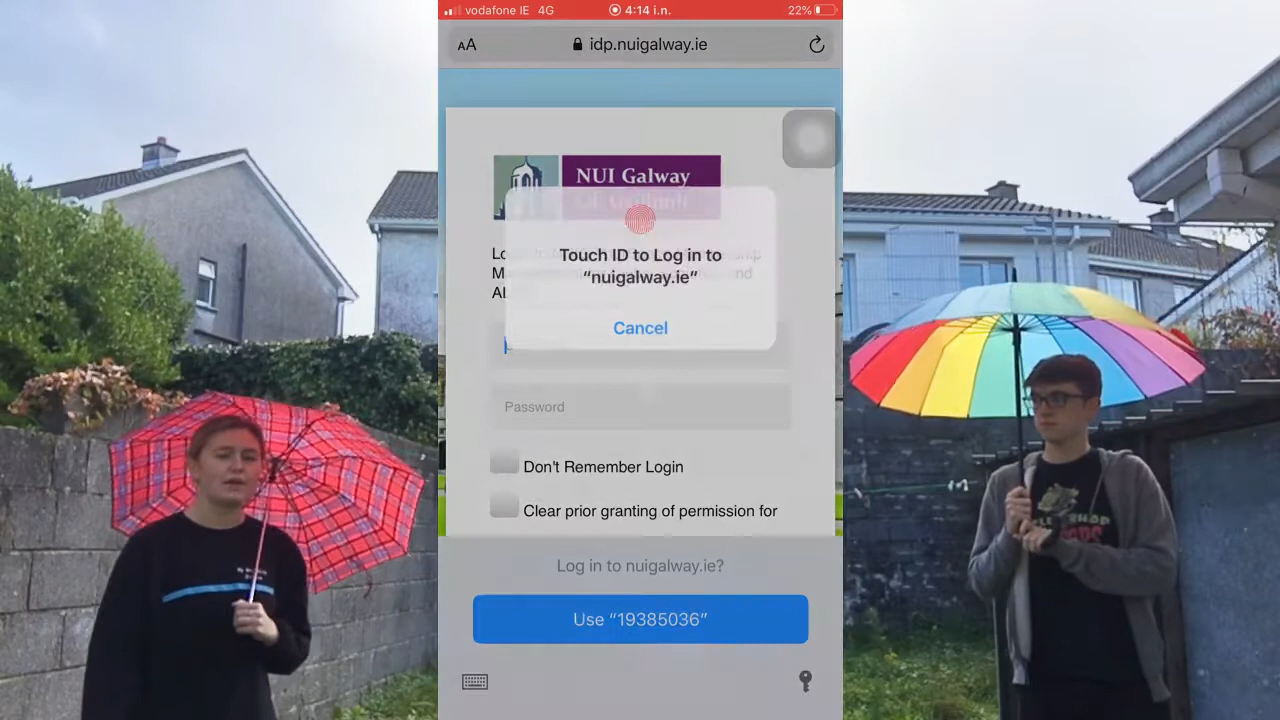 vodafone IE 4G 4:14 i.n. 22%
AA idp.nuigalway.ie
NUI Galway
Touch ID to Log in to
“nuigalway.ie”
Cancel
Password
Don't Remember Login
Clear prior granting of permission for
Log in to nuigalway.ie?
Use “19385036”